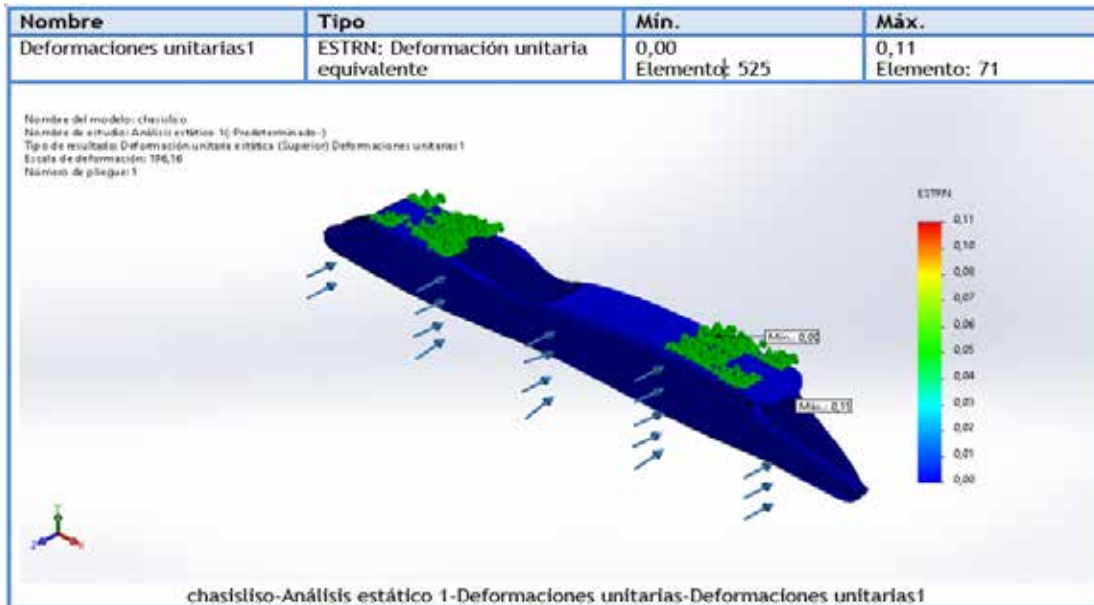 Nombre Tipo Mín. Máx.
Deformaciones unitarias1 ESTRN: Deformación unitaria equivalente 0,00 Elemento: 525 0,11 Elemento: 71
Nombre del modelo: chasisliso
Nombre de estudio: Análisis estático 1(-Predeterminado-)
Tipo de resultado: Deformación unitaria estática (Superior) Deformaciones unitarias1
Escala de deformación: 196,16
Número de pliegue: 1
ESTRN
0,11
0,10
0,08
0,07
0,06
0,05
0,04
0,03
0,02
0,01
0,00
Mín.: 0,00
Máx.:
Y
Z
X
chasisliso-Análisis estático 1-Deformaciones unitarias-Deformaciones unitarias1